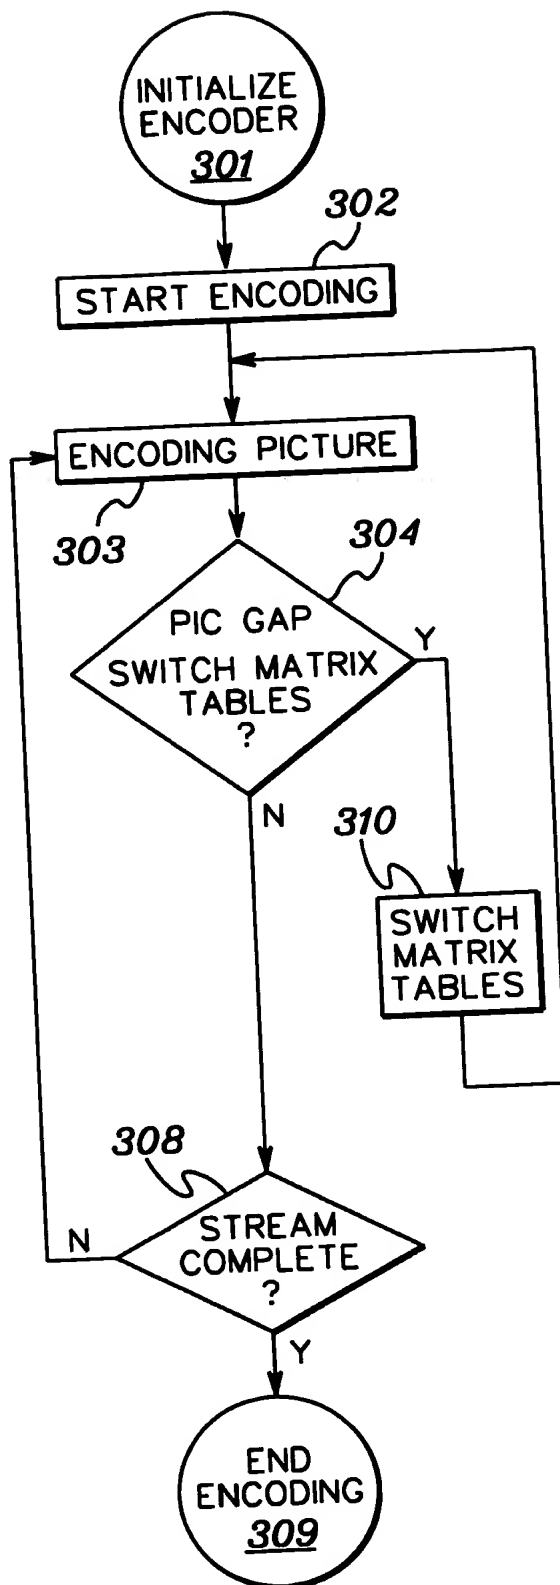 INITIALIZE
ENCODER
301
302
START ENCODING
ENCODING PICTURE
303
304
PIC GAP
SWITCH MATRIX
TABLES
?
Y
N
310
SWITCH
MATRIX
TABLES
308
STREAM
COMPLETE
?
N
Y
END
ENCODING
309